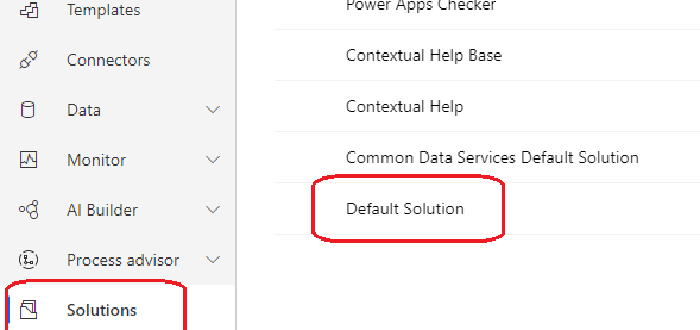 Templates
Connectors
Data
Monitor
AI Builder
Process advisor
Solutions
Power Apps Checker
Contextual Help Base
Contextual Help
Common Data Services Default Solution
Default Solution